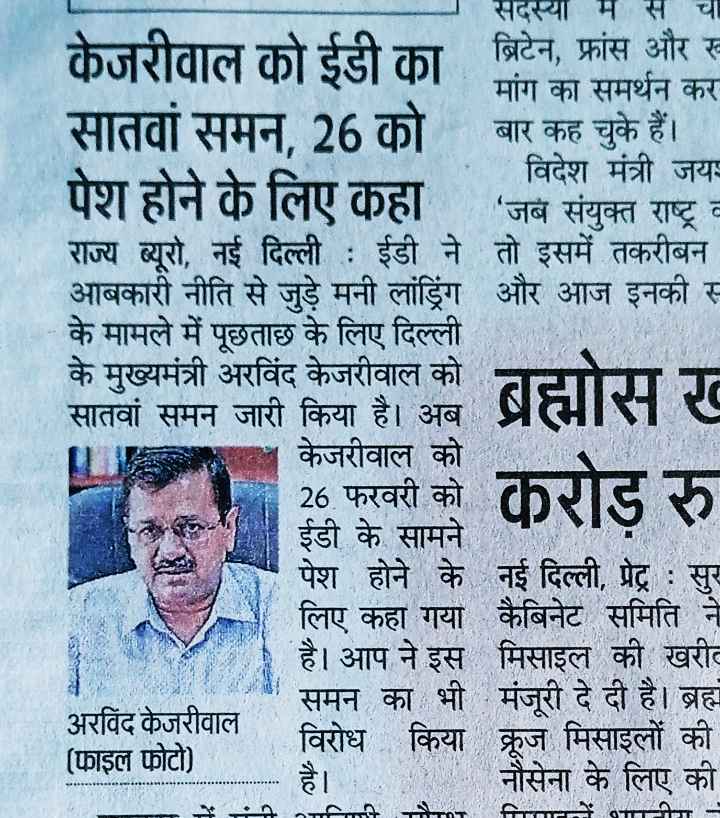 केजरीवाल को ईडी का
सातवां समन, 26 को
पेश होने के लिए कहा
राज्य ब्यूरो, नई दिल्ली : ईडी ने
आबकारी नीति से जुड़े मनी लांड्रिंग
के मामले में पूछताछ के लिए दिल्ली
के मुख्यमंत्री अरविंद केजरीवाल को
सातवां समन जारी किया है। अब
केजरीवाल को
26 फरवरी को
ईडी के सामने
पेश होने के
लिए कहा गया
है। आप ने इस
समन का भी
विरोध किया
है।
अरविंद केजरीवाल
(फाइल फोटो)
सदस्यों में से
ब्रिटेन, फ्रांस और
मांग का समर्थन कर
बार कह चुके हैं।
विदेश मंत्री
'जब संयुक्त राष्ट्र
तो इसमें तकरीबन
और आज इनकी
ब्रह्मोस
करोड़
नई दिल्ली, प्रेट्र :
कैबिनेट समिति ने
मिसाइल की
मंजूरी दे दी है।
क्रूज मिसाइलों की
नौसेना के लिए की